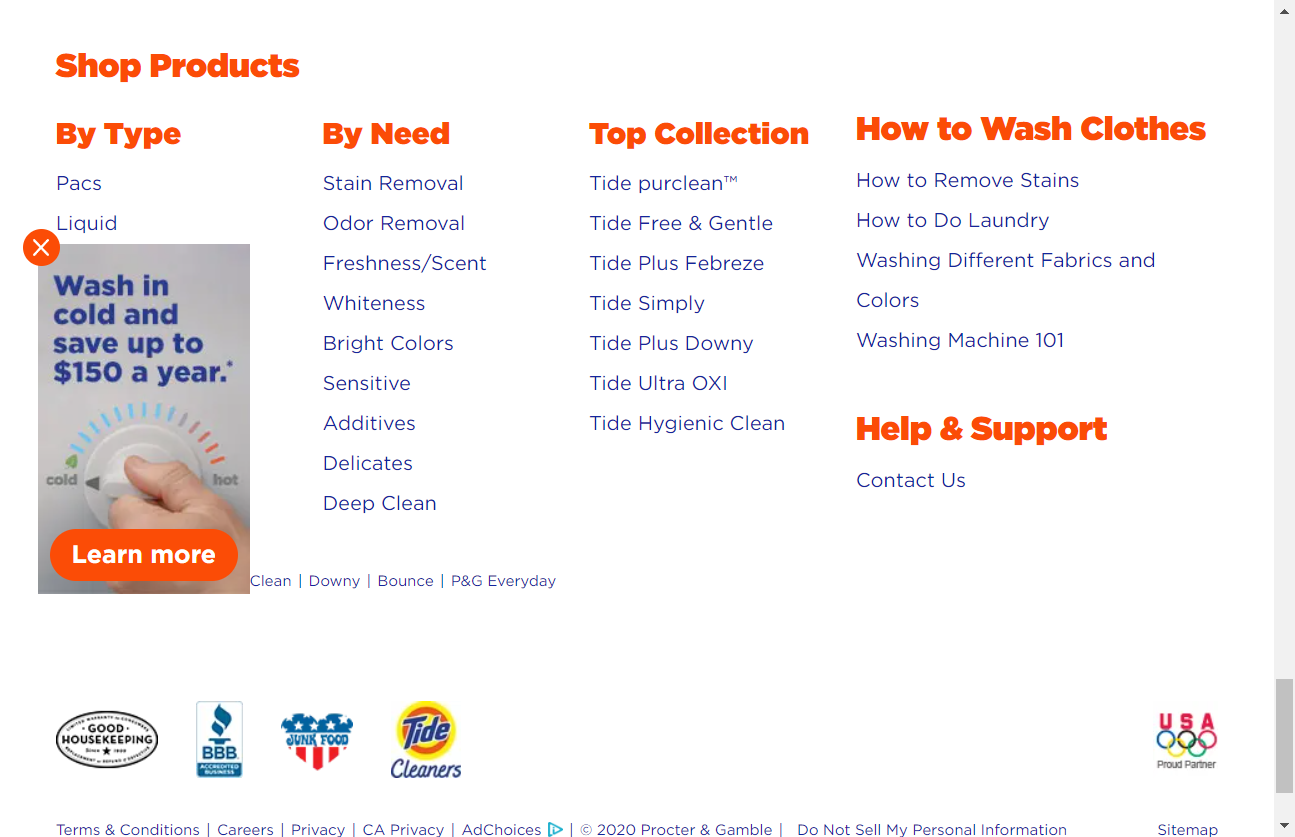 Shop Products
By Type
Pacs
Liquid
By Need
Stain Removal
Odor Removal
Freshness/Scent
Whiteness
Bright Colors
Sensitive
Additives
Delicates
Deep Clean
Top Collection
Tide purclean™
Tide Free & Gentle
Tide Plus Febreze
Tide Simply
Tide Plus Downy
Tide Ultra OXI
Tide Hygienic Clean
How to Wash Clothes
How to Remove Stains
How to Do Laundry
Washing Different Fabrics and
Colors
Washing Machine 101
Help & Support
Contact Us
Wash in
cold and
save up to
$150 a year.*
cold hot
Learn more
Clean | Downy | Bounce | P&G Everyday
GOOD
HOUSEKEEPING
Since ★ 1909
BBB
ACCREDITED
BUSINESS
JUNK FOOD
Tide
Cleaners
USA
Proud Partner
Terms & Conditions | Careers | Privacy | CA Privacy | AdChoices | © 2020 Procter & Gamble | Do Not Sell My Personal Information Sitemap